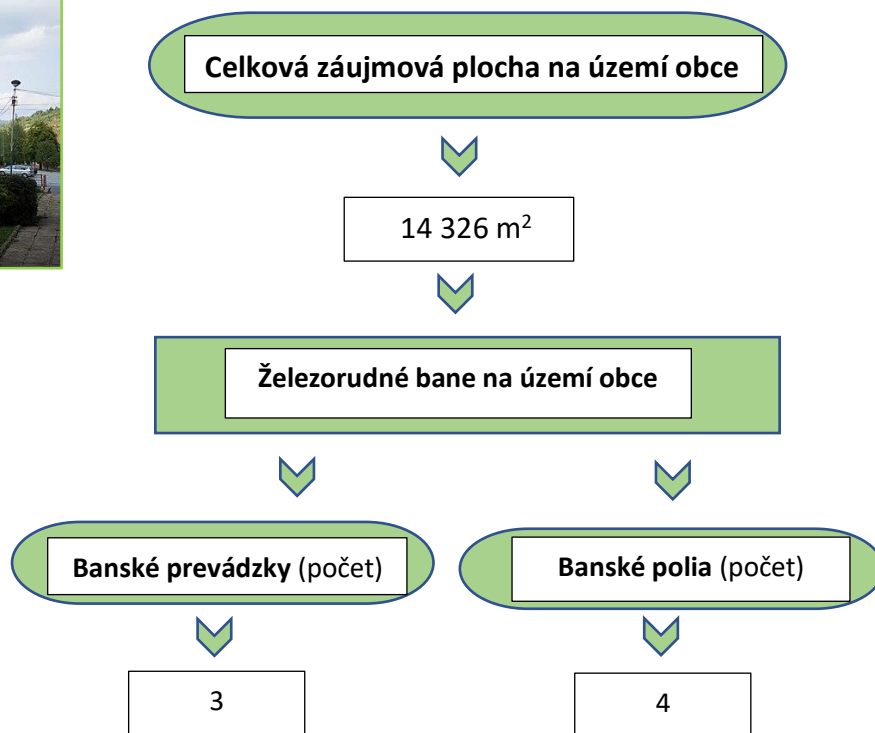 Celková záujmová plocha na území obce
14 326 m²
Železorudné bane na území obce
Banské prevádzky (počet)
Banské polia (počet)
3
4